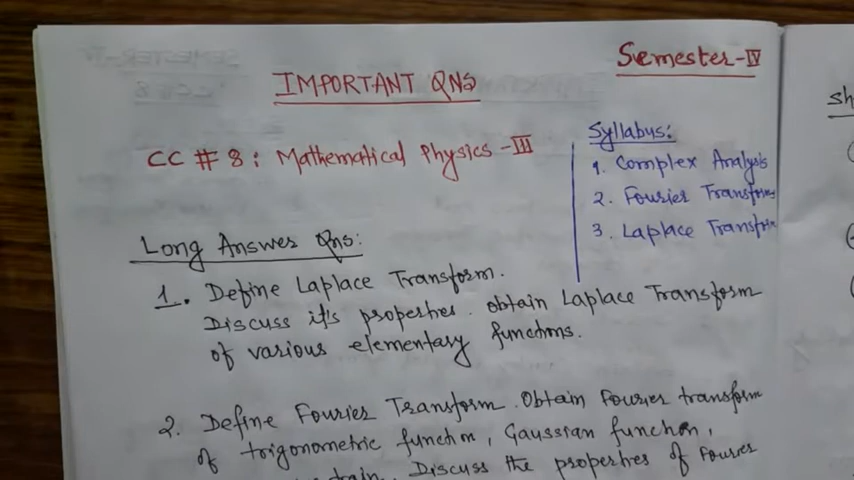 Semester-IV
IMPORTANT QNS
CC # 8: Mathematical Physics-III
Syllabus:
1. Complex Analysis
2. Fourier Transforms
3. Laplace Transform
Long Answer Qns:
1. Define Laplace Transform.
Discuss it's properties. Obtain Laplace Transform
of various elementary functions.
2. Define Fourier Transform. Obtain Fourier transform
of trigonometric function, Gaussian function,
train. Discuss the properties of Fourier